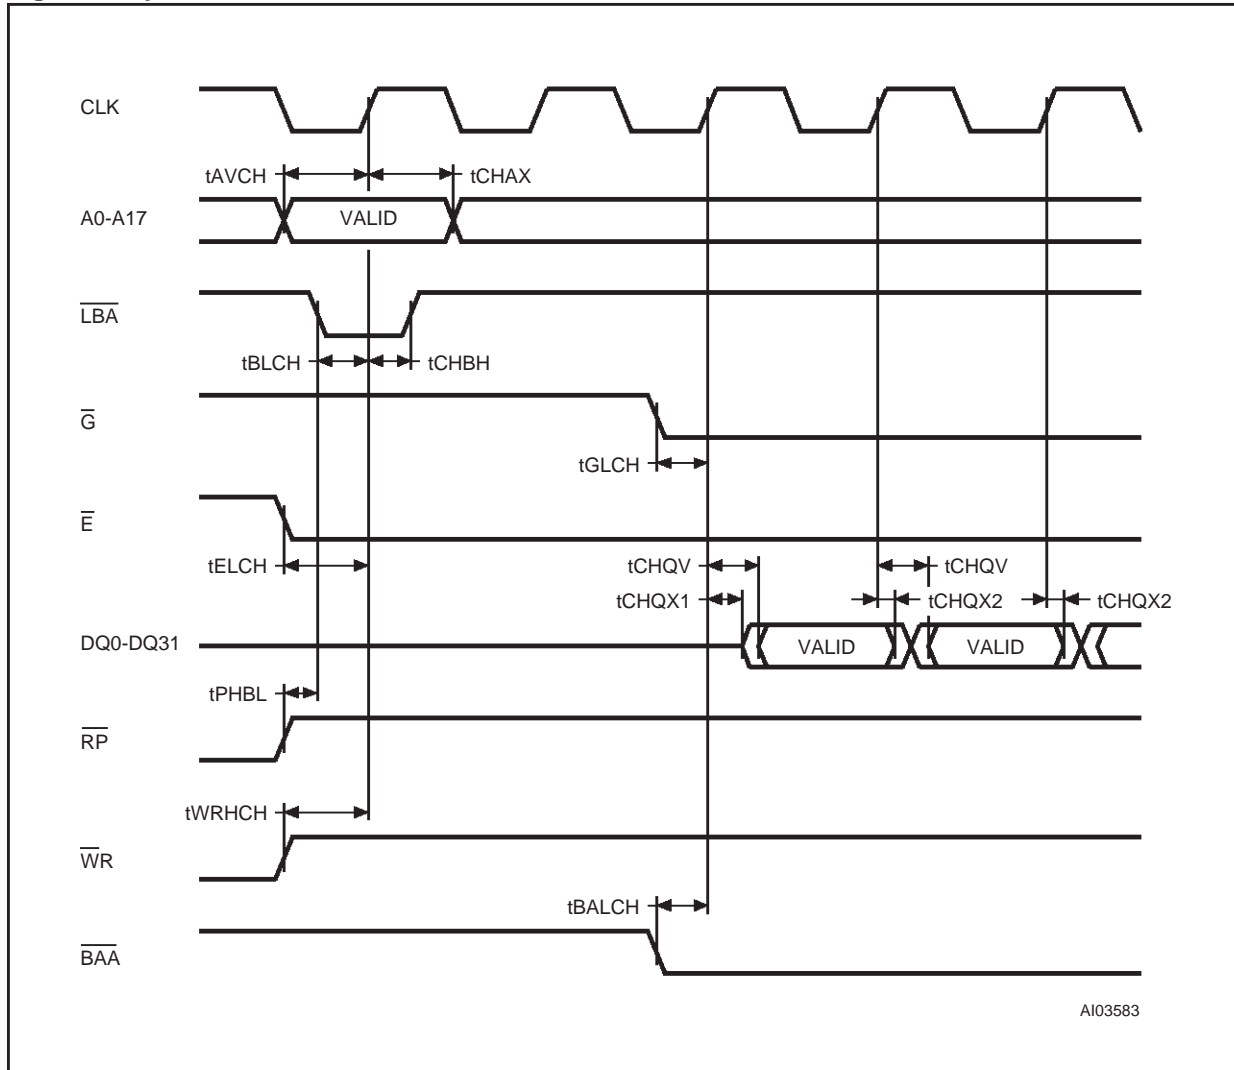 CLK
tAVCH
tCHAX
A0-A17
VALID
LBA
tBLCH
tCHBH
G
tGLCH
E
tELCH
tCHQV
tCHQV
tCHQX1
tCHQX2
tCHQX2
DQ0-DQ31
VALID
VALID
tPHBL
RP
tWRHCH
WR
tBALCH
BAA
AI03583